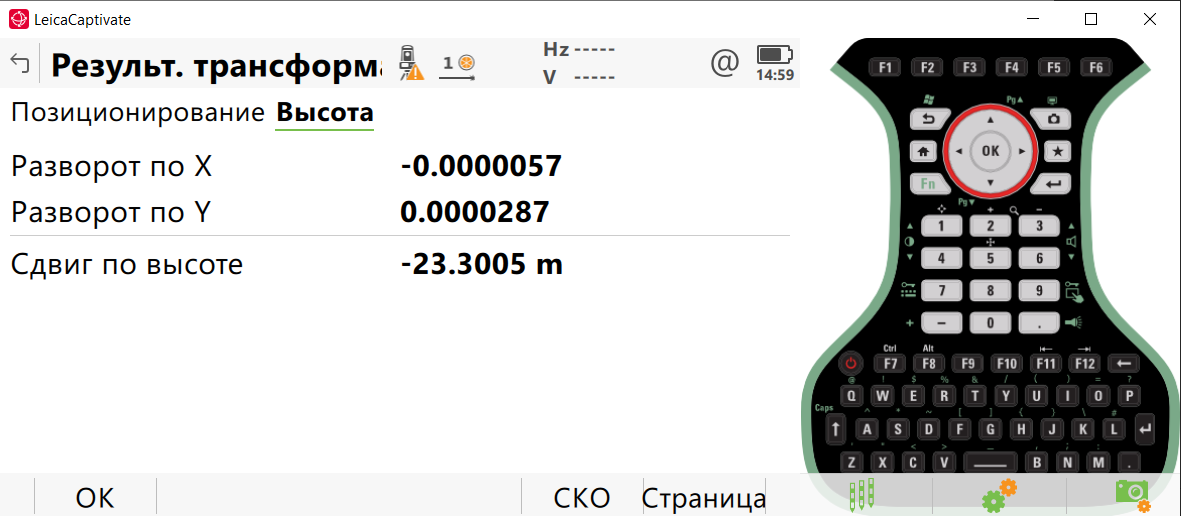 LeicaCaptivate
Результ. трансформа
1
Hz -----
V -----
@
14:59
Позиционирование Высота
Разворот по X -0.0000057
Разворот по Y 0.0000287
Сдвиг по высоте -23.3005 m
OK СКО Страница
F1 F2 F3 F4 F5 F6
Pg▲
OK
Fn
Pg▼
+ −
1 2 3
4 5 6
7 8 9
+ − 0 .
Ctrl Alt
F7 F8 F9 F10 F11 F12
@ ! $ % & / ( ) = ?
Q W E R T Y U I O P
Caps ^ * ~ [ ] { } \ #
A S D F G H J K L
' " < > _ , ; :
Z X C V B N M .